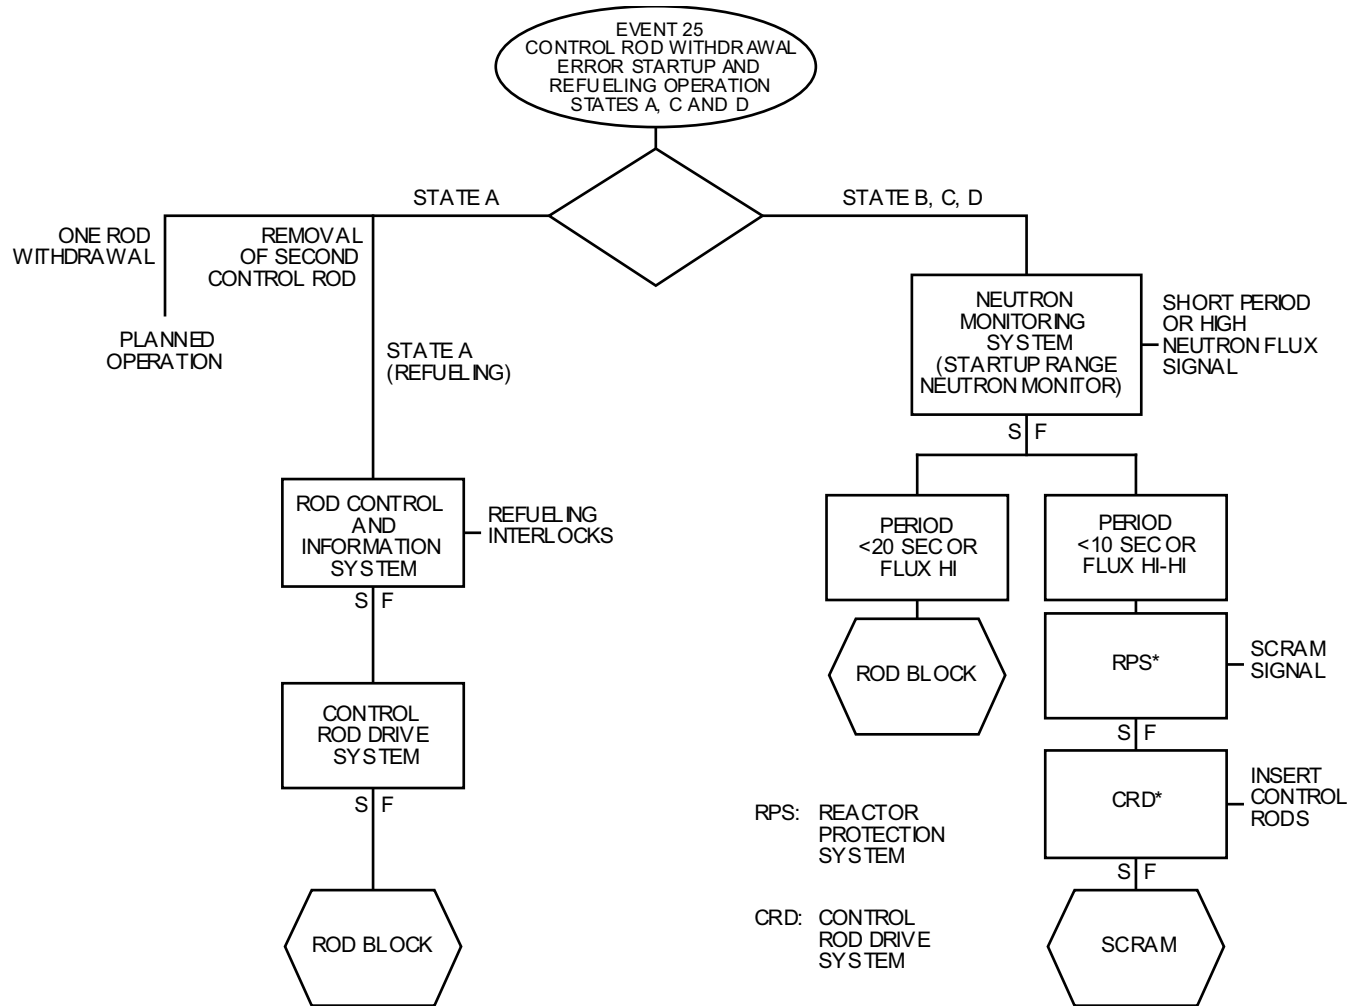 EVENT 25
CONTROL ROD WITHDRAWAL
ERROR STARTUP AND
REFUELING OPERATION
STATES A, C AND D
STATE A
STATE B, C, D
ONE ROD
WITHDRAWAL
REMOVAL
OF SECOND
CONTROL ROD
PLANNED
OPERATION
STATE A
(REFUELING)
NEUTRON
MONITORING
SYSTEM
(STARTUP RANGE
NEUTRON MONITOR)
SHORT PERIOD
OR HIGH
NEUTRON FLUX
SIGNAL
S F
ROD CONTROL
AND
INFORMATION
SYSTEM
REFUELING
INTERLOCKS
S F
PERIOD
<20 SEC OR
FLUX HI
PERIOD
<10 SEC OR
FLUX HI-HI
ROD BLOCK
RPS*
SCRAM
SIGNAL
S F
CONTROL
ROD DRIVE
SYSTEM
S F
CRD*
INSERT
CONTROL
RODS
S F
RPS: REACTOR
PROTECTION
SYSTEM
CRD: CONTROL
ROD DRIVE
SYSTEM
ROD BLOCK
SCRAM